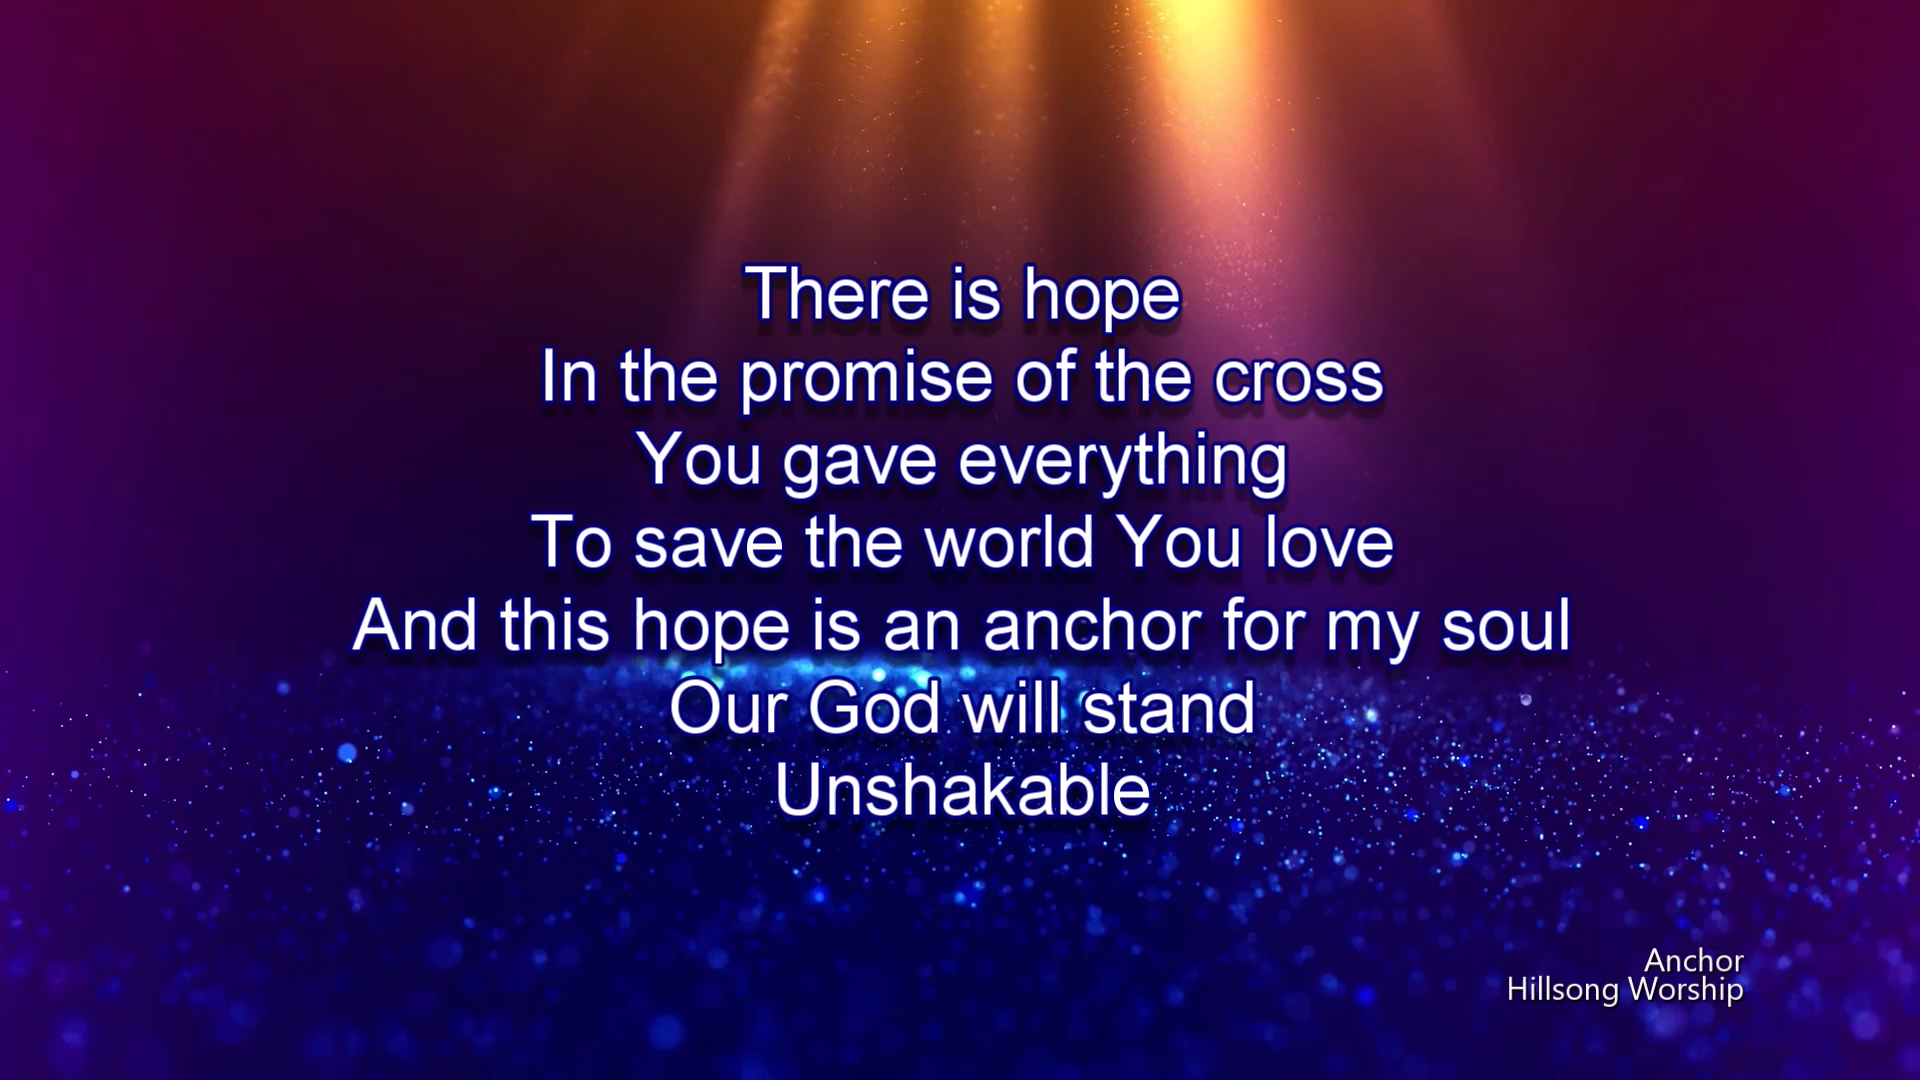 There is hope
In the promise of the cross
You gave everything
To save the world You love
And this hope is an anchor for my soul
Our God will stand
Unshakable
Anchor
Hillsong Worship